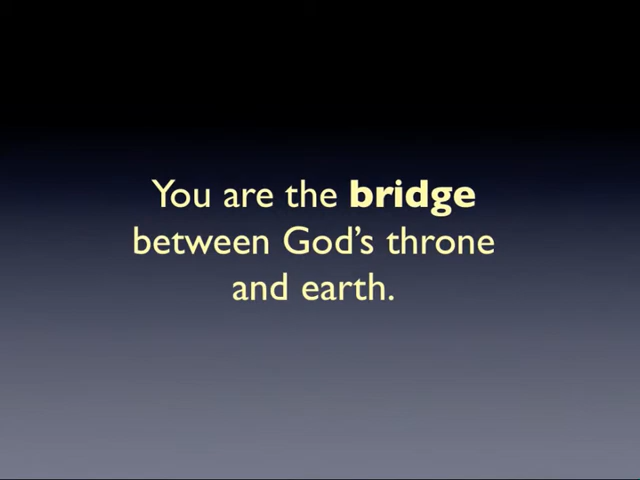 You are the bridge
between God’s throne
and earth.